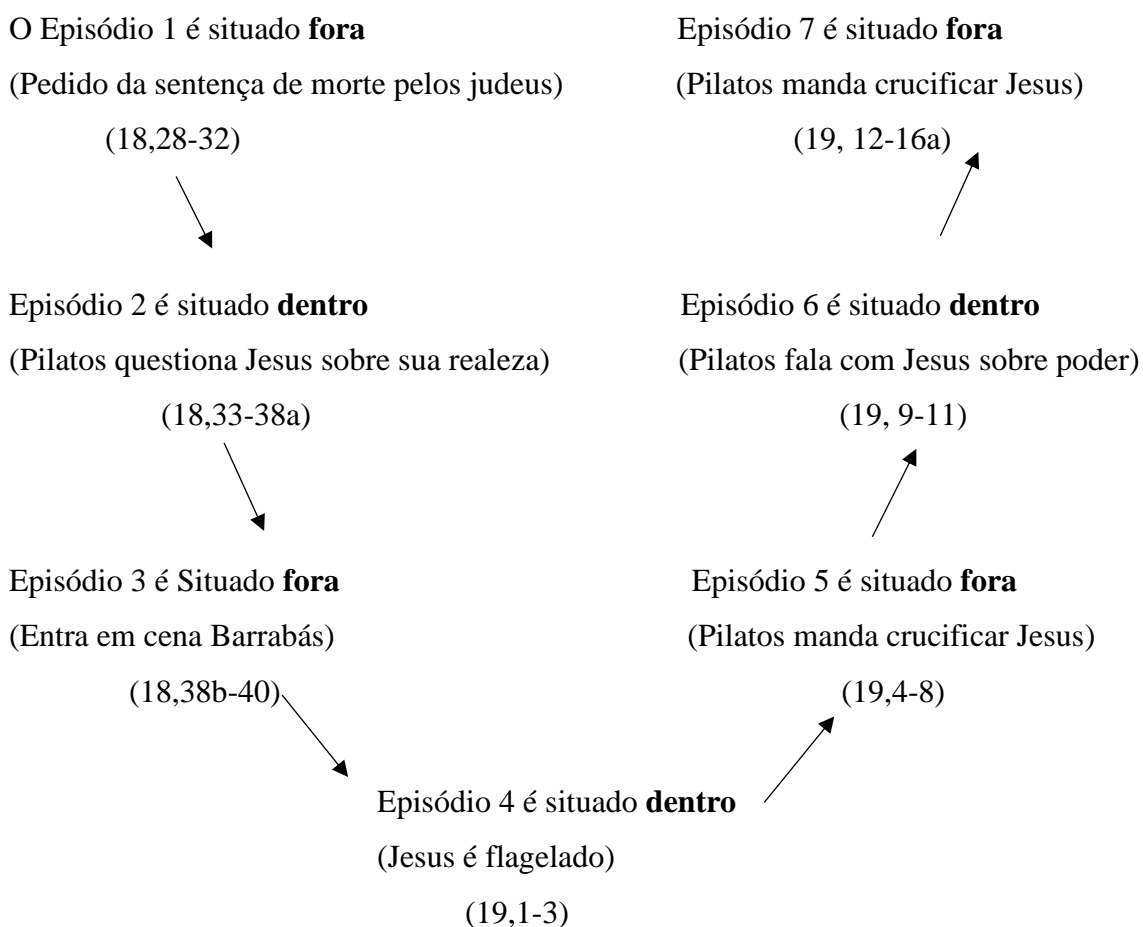 O Episódio 1 é situado fora
(Pedido da sentença de morte pelos judeus)
(18,28-32)
Episódio 2 é situado dentro
(Pilatos questiona Jesus sobre sua realeza)
(18,33-38a)
Episódio 3 é Situado fora
(Entra em cena Barrabás)
(18,38b-40)
Episódio 4 é situado dentro
(Jesus é flagelado)
(19,1-3)
Episódio 5 é situado fora
(Pilatos manda crucificar Jesus)
(19,4-8)
Episódio 6 é situado dentro
(Pilatos fala com Jesus sobre poder)
(19, 9-11)
Episódio 7 é situado fora
(Pilatos manda crucificar Jesus)
(19, 12-16a)